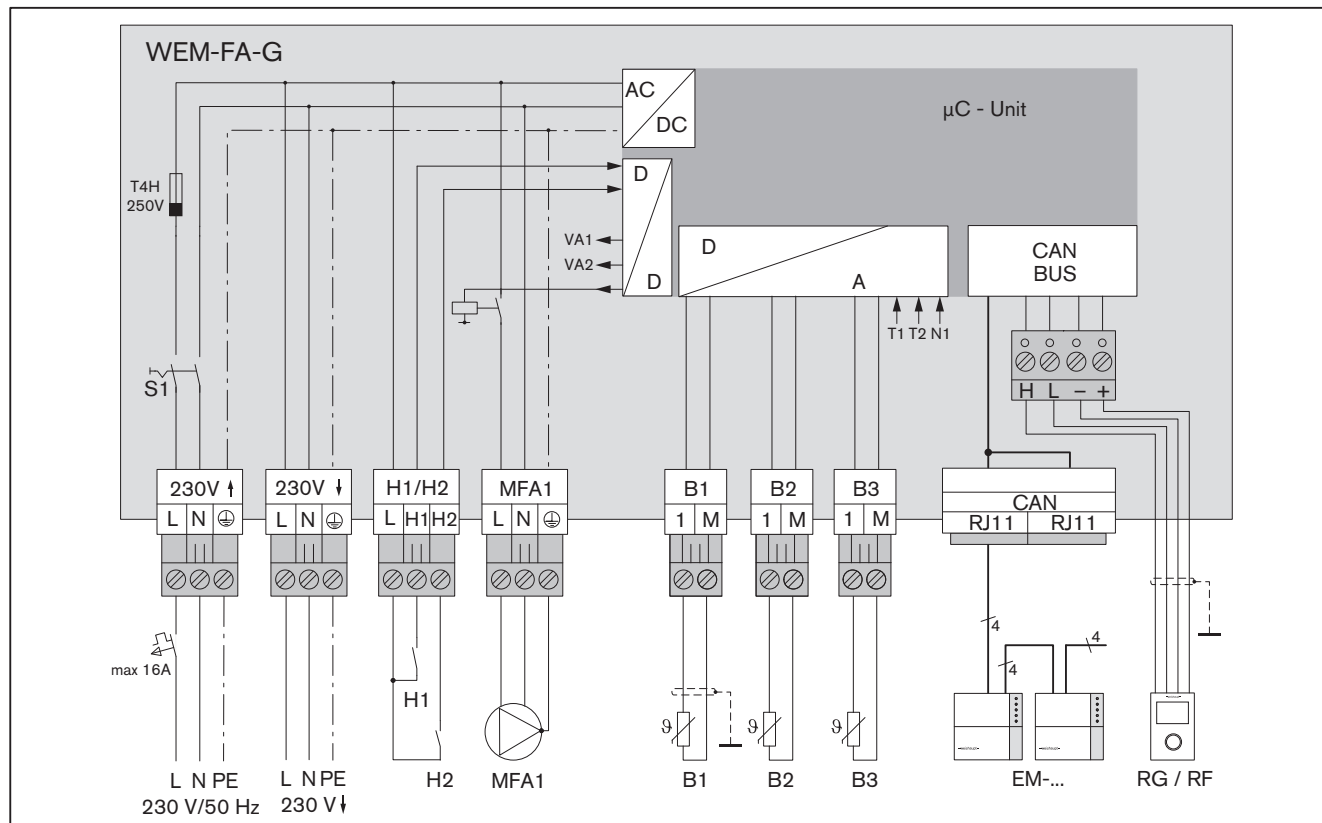 WEM-FA-G
AC
DC
µC - Unit
T4H
250V
D
D
VA1
VA2
D
A
T1 T2 N1
CAN
BUS
S1
H L – +
230V
230V
H1/H2
MFA1
B1
B2
B3
CAN
L N
L N
L H1 H2
L N
1 M
1 M
1 M
RJ11 RJ11
max 16A
H1
ϑ
ϑ
ϑ
4
4
4
L N PE
230 V/50 Hz
L N PE
230 V
H2
MFA1
B1
B2
B3
EM-...
RG / RF